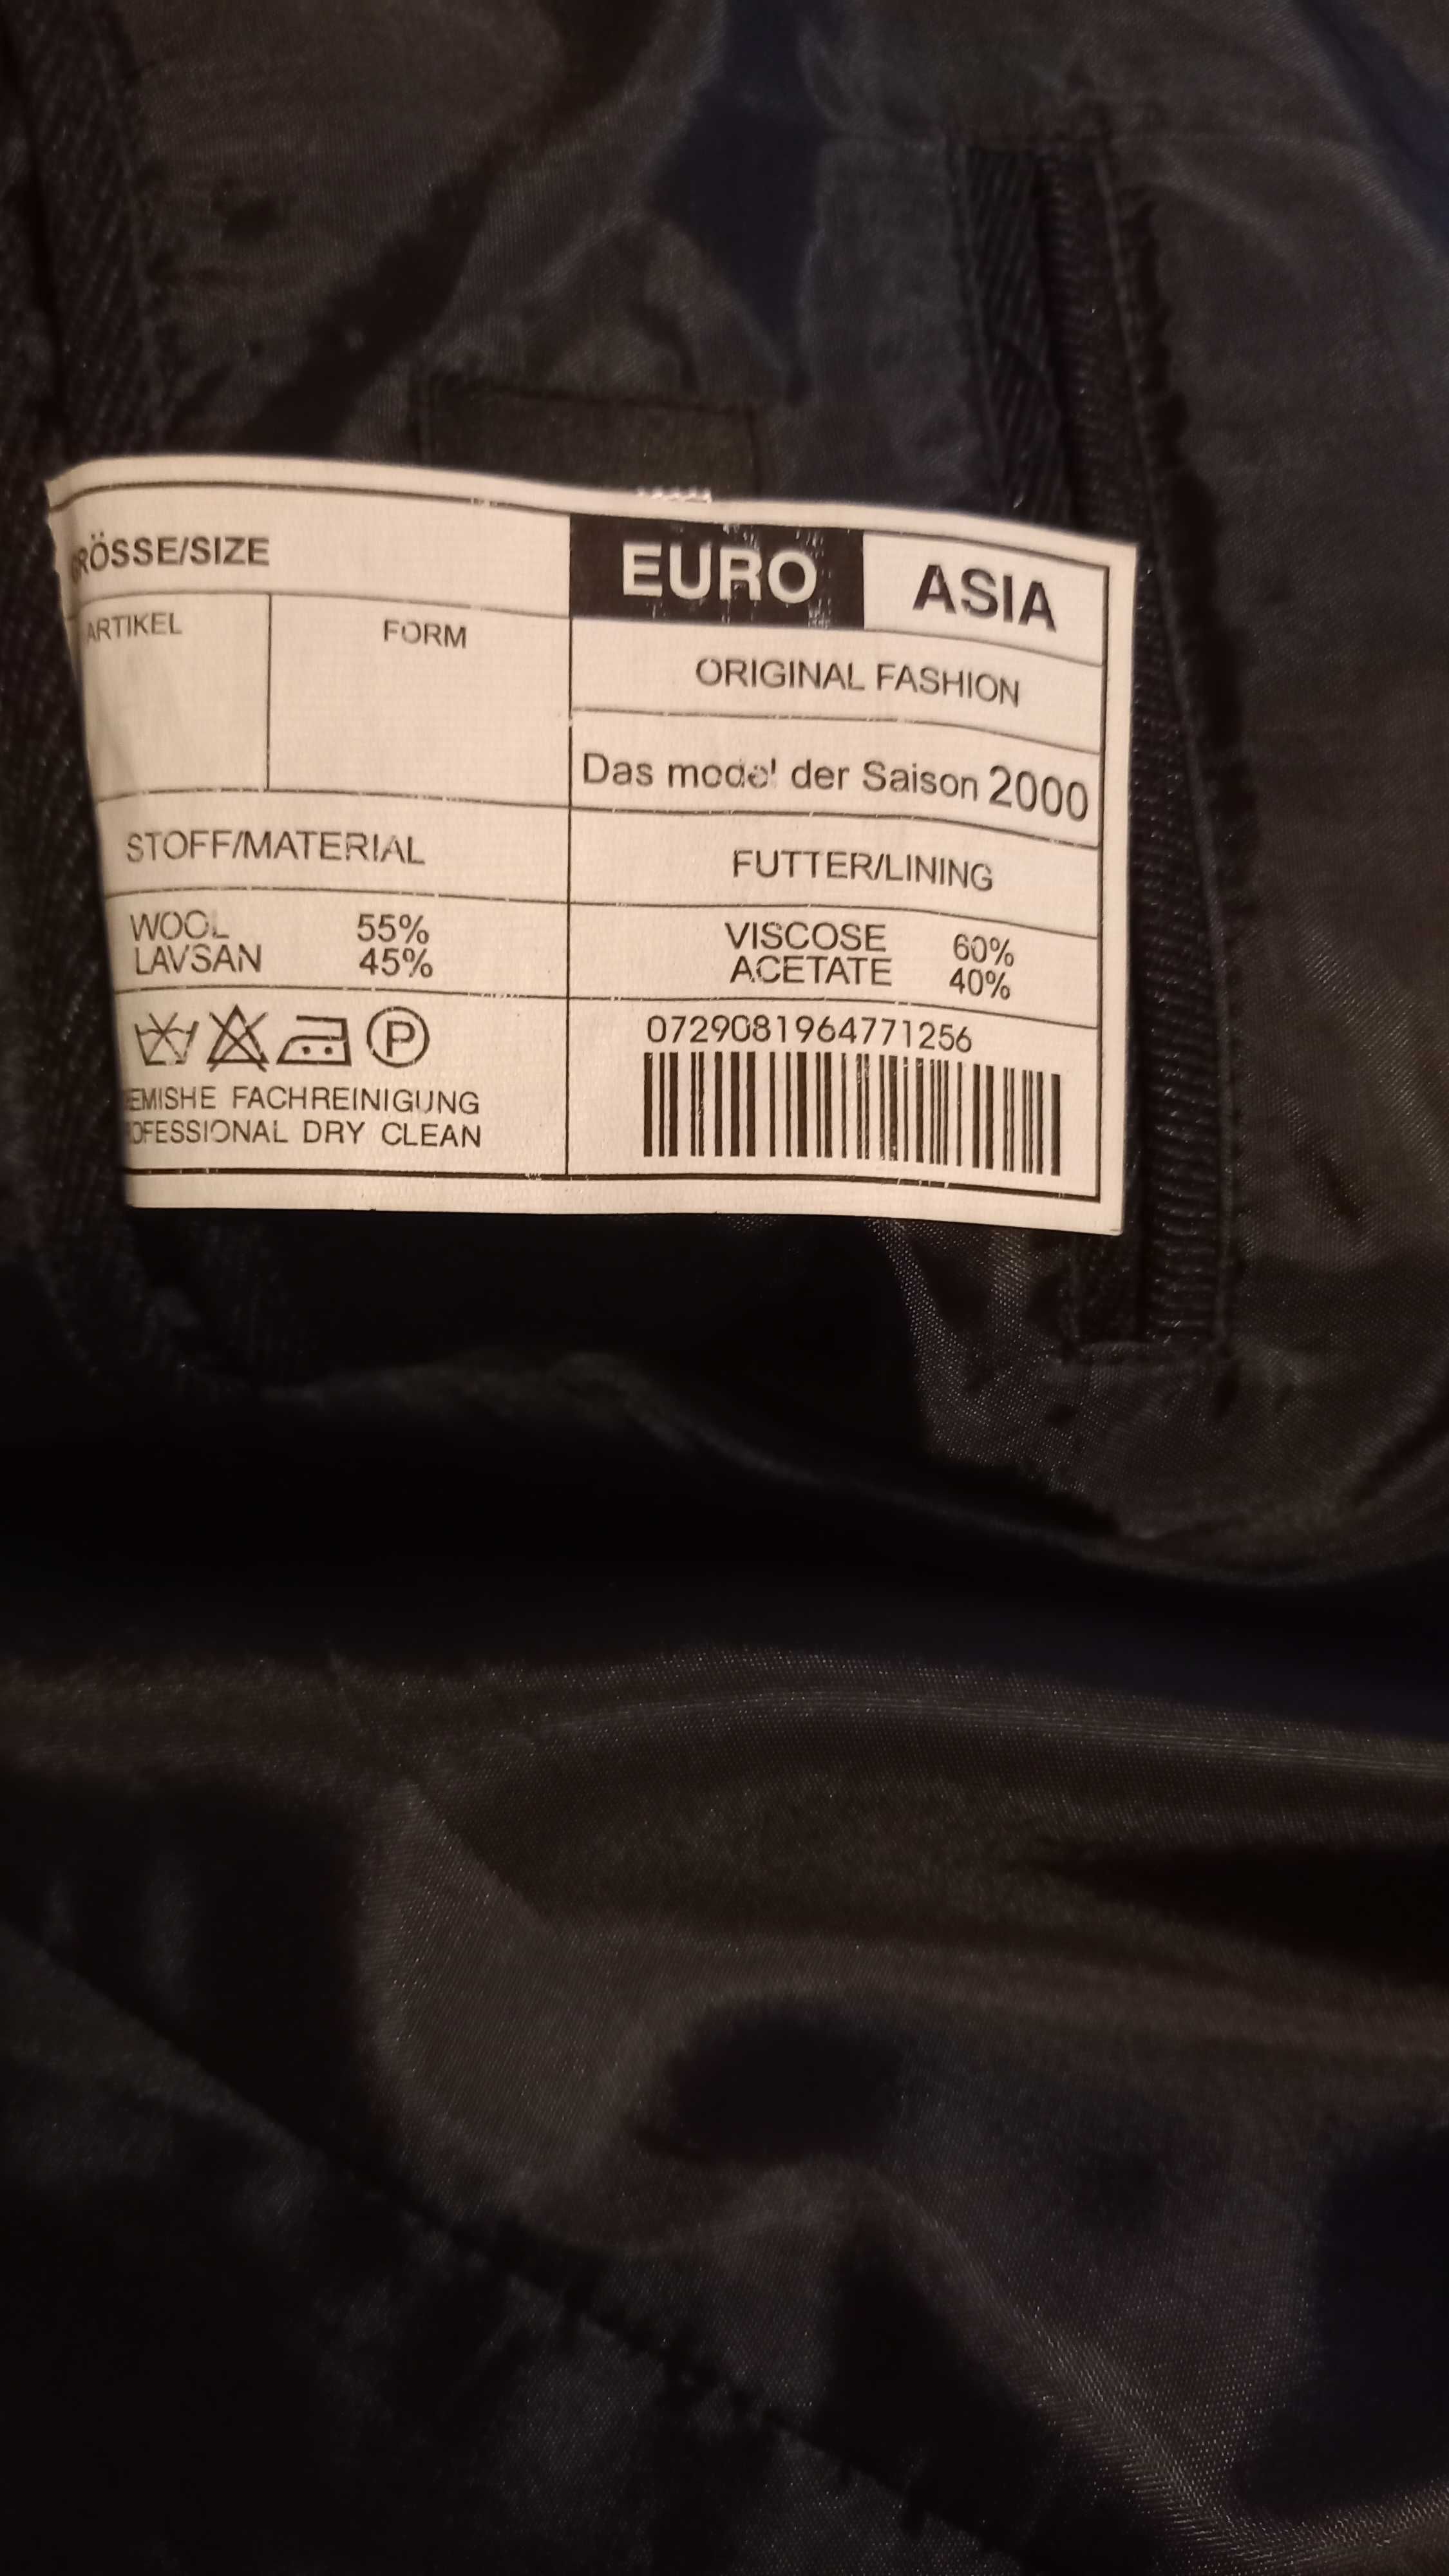 RÖSSE/SIZE
EURO ASIA
ARTIKEL FORM
ORIGINAL FASHION
Das model der Saison 2000
STOFF/MATERIAL
FUTTER/LINING
WOOL 55%
LAVSAN 45%
VISCOSE 60%
ACETATE 40%
P
EMISHE FACHREINIGUNG
OFESSIONAL DRY CLEAN
0729081964771256